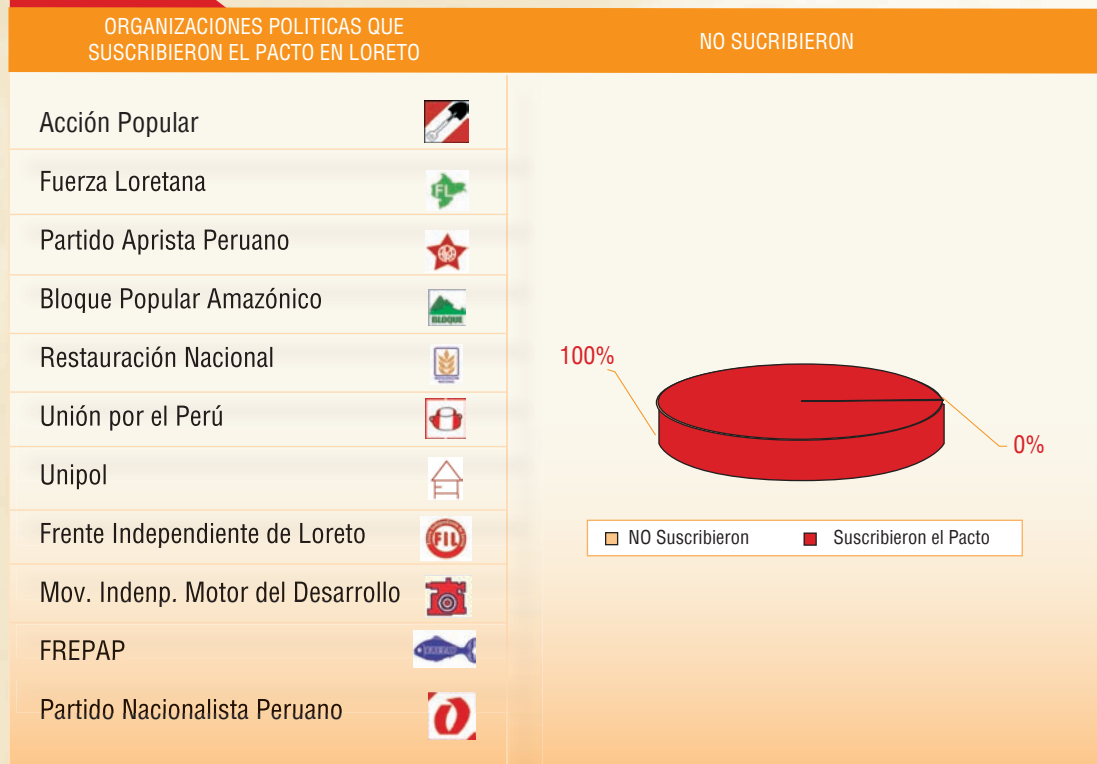 ORGANIZACIONES POLITICAS QUE
SUSCRIBIERON EL PACTO EN LORETO
NO SUCRIBIERON
Acción Popular
Fuerza Loretana
FL
Partido Aprista Peruano
Bloque Popular Amazónico
BLOQUE
Restauración Nacional
Unión por el Perú
Unipol
Frente Independiente de Loreto
FIL
Mov. Indenp. Motor del Desarrollo
FREPAP
Partido Nacionalista Peruano
100%
0%
NO Suscribieron
Suscribieron el Pacto